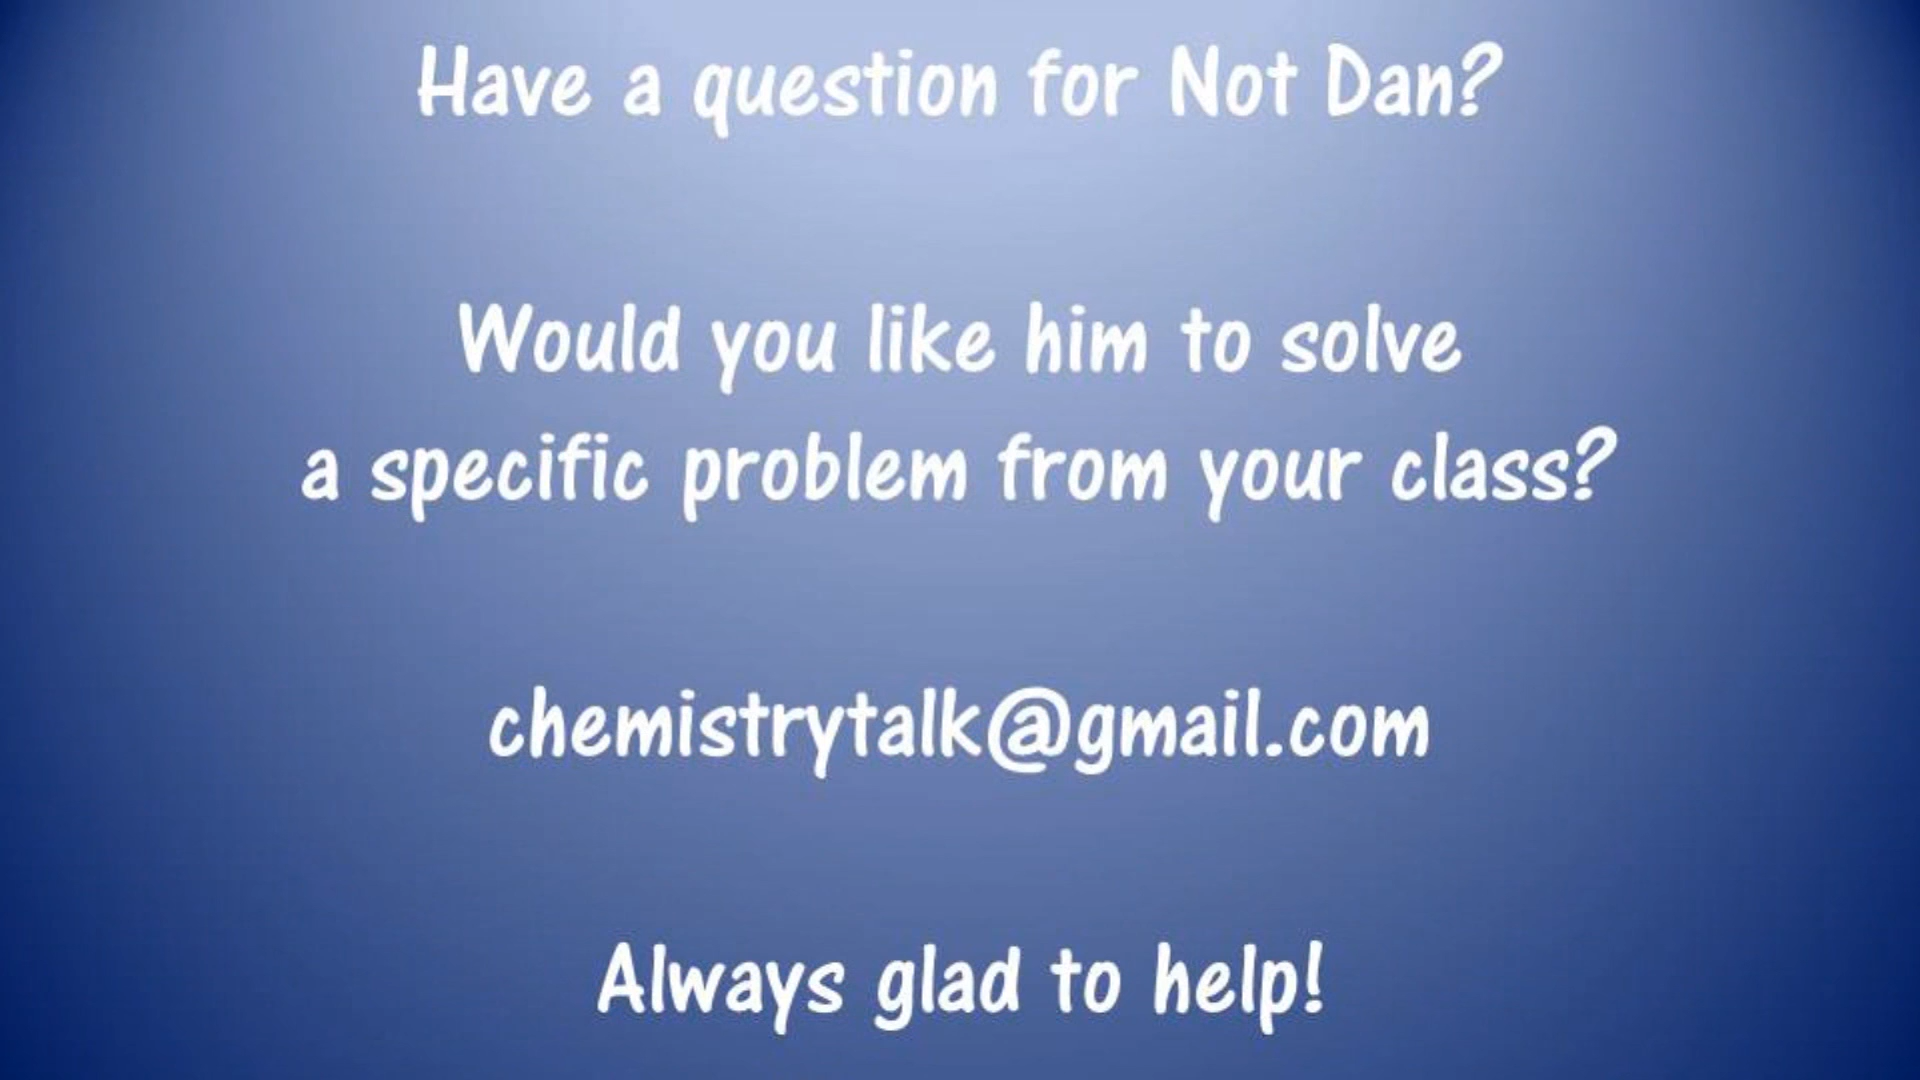 Have a question for Not Dan?
Would you like him to solve
a specific problem from your class?
chemistrytalk@gmail.com
Always glad to help!